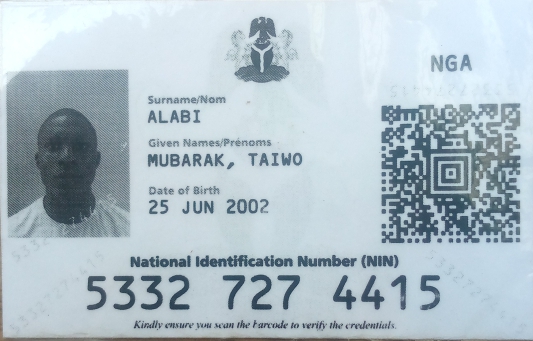 NGA
Surname/Nom
ALABI
Given Names/Prénoms
MUBARAK, TAIWO
Date of Birth
25 JUN 2002
National Identification Number (NIN)
5332 727 4415
Kindly ensure you scan the barcode to verify the credentials.